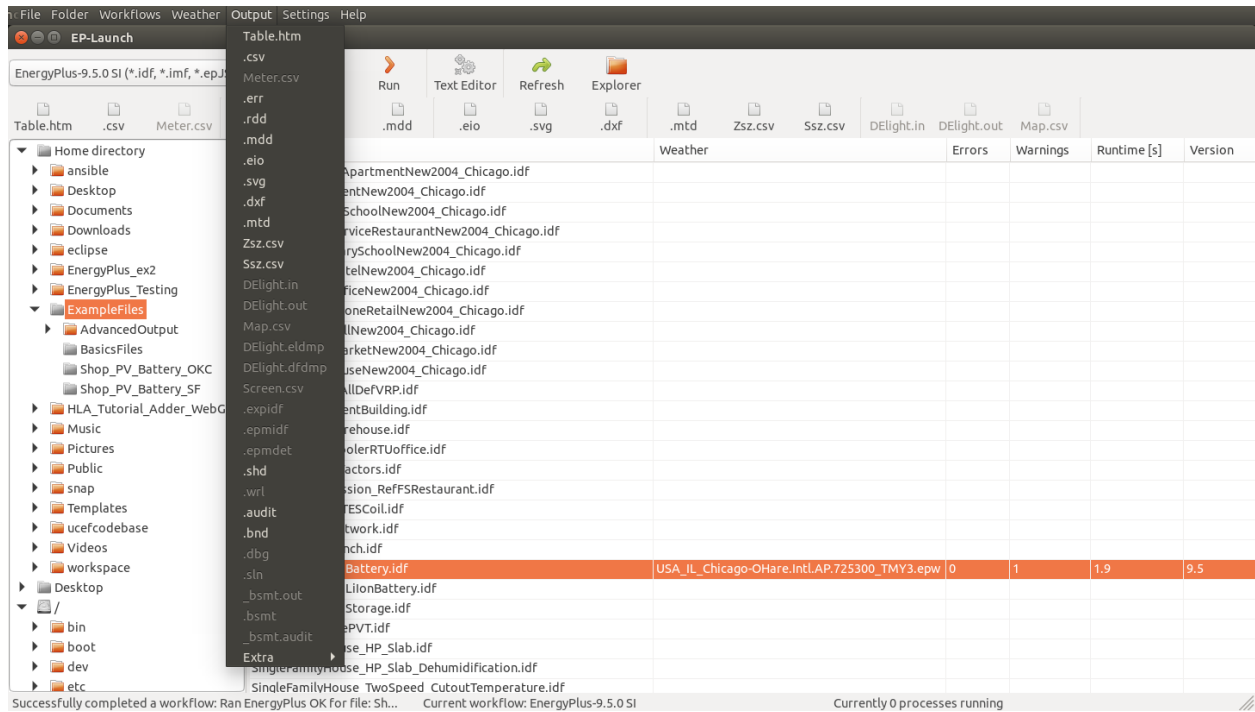 File Folder Workflows Weather Output Settings Help
EP-Launch
EnergyPlus-9.5.0 SI (*.idf, *.imf, *.epJS
Run Text Editor Refresh Explorer
Table.htm .csv Meter.csv .mdd .eio .svg .dxf .mtd Zsz.csv Ssz.csv DElight.in DElight.out Map.csv
Table.htm
.csv
Meter.csv
.err
.rdd
.mdd
.eio
.svg
.dxf
.mtd
Zsz.csv
Ssz.csv
DElight.in
DElight.out
Map.csv
DElight.eldmp
DElight.dfdmp
Screen.csv
.expidf
.epmidf
.epmdet
.shd
.wrl
.audit
.bnd
.dbg
.sln
_bsmt.out
.bsmt
_bsmt.audit
Extra
Home directory
ansible
Desktop
Documents
Downloads
eclipse
EnergyPlus_ex2
EnergyPlus_Testing
ExampleFiles
AdvancedOutput
BasicsFiles
Shop_PV_Battery_OKC
Shop_PV_Battery_SF
HLA_Tutorial_Adder_WebG
Music
Pictures
Public
snap
Templates
ucefcodebase
Videos
workspace
Desktop
/
bin
boot
dev
etc
Weather Errors Warnings Runtime [s] Version
ApartmentNew2004_Chicago.idf
entNew2004_Chicago.idf
SchoolNew2004_Chicago.idf
rviceRestaurantNew2004_Chicago.idf
rySchoolNew2004_Chicago.idf
telNew2004_Chicago.idf
ficeNew2004_Chicago.idf
oneRetailNew2004_Chicago.idf
llNew2004_Chicago.idf
arketNew2004_Chicago.idf
useNew2004_Chicago.idf
AllDefVRP.idf
entBuilding.idf
rehouse.idf
olerRTUoffice.idf
actors.idf
ssion_RefFSRestaurant.idf
TESCoil.idf
twork.idf
nch.idf
Battery.idf USA_IL_Chicago-OHare.Intl.AP.725300_TMY3.epw 0 1 1.9 9.5
LiIonBattery.idf
Storage.idf
ePVT.idf
use_HP_Slab.idf
SingleFamilyHouse_HP_Slab_Dehumidification.idf
SingleFamilyHouse_TwoSpeed_CutoutTemperature.idf
Successfully completed a workflow: Ran EnergyPlus OK for file: Sh... Current workflow: EnergyPlus-9.5.0 SI Currently 0 processes running